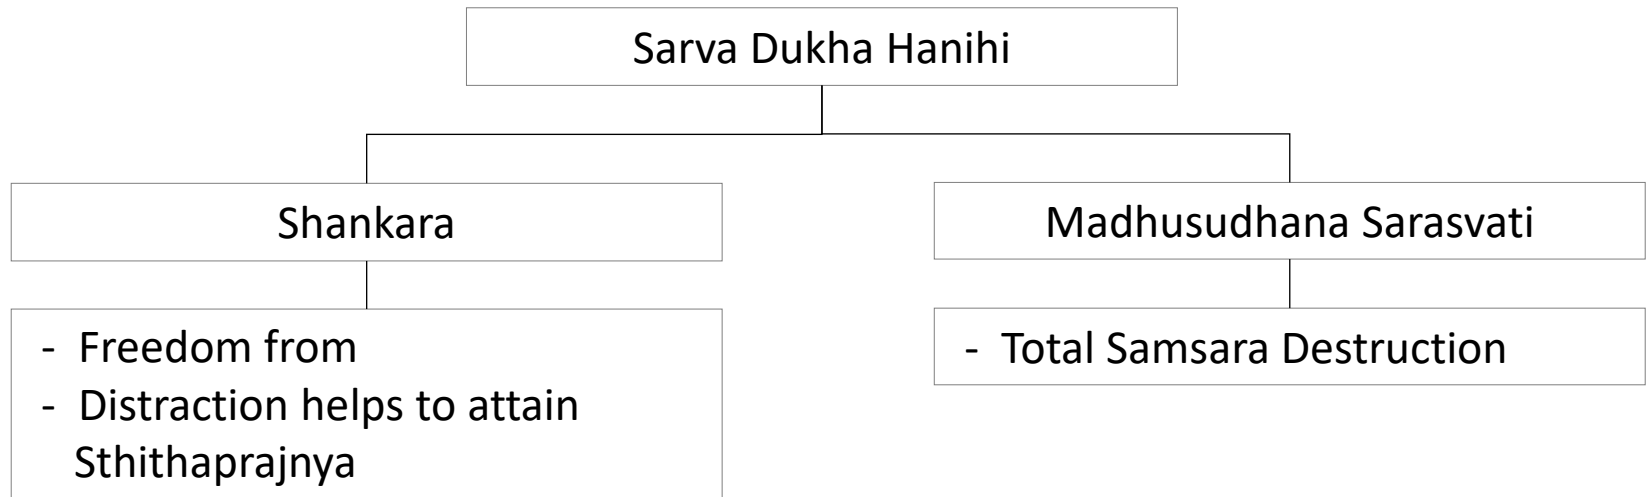 Sarva Dukha Hanihi
Shankara
Madhusudhana Sarasvati
- Freedom from
- Distraction helps to attain
Sthithaprajnya
- Total Samsara Destruction